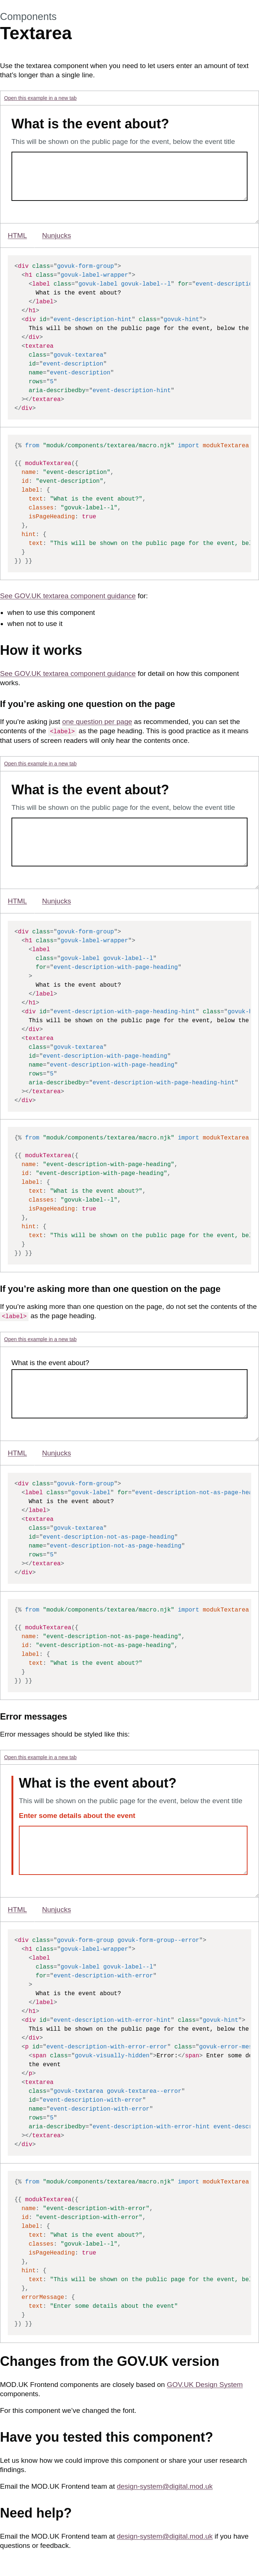 Components
Textarea
Use the textarea component when you need to let users enter an amount of text
that's longer than a single line.
Open this example in a new tab
What is the event about?
This will be shown on the public page for the event, below the event title
HTML Nunjucks
<div class="govuk-form-group">
<h1 class="govuk-label-wrapper">
<label class="govuk-label govuk-label--l" for="event-descriptio
What is the event about?
</label>
</h1>
<div id="event-description-hint" class="govuk-hint">
This will be shown on the public page for the event, below the
</div>
<textarea
class="govuk-textarea"
id="event-description"
name="event-description"
rows="5"
aria-describedby="event-description-hint"
></textarea>
</div>
{% from "moduk/components/textarea/macro.njk" import modukTextarea
{{ modukTextarea({
name: "event-description",
id: "event-description",
label: {
text: "What is the event about?",
classes: "govuk-label--l",
isPageHeading: true
},
hint: {
text: "This will be shown on the public page for the event, be
}
}) }}
See GOV.UK textarea component guidance for:
• when to use this component
• when not to use it
How it works
See GOV.UK textarea component guidance for detail on how this component
works.
If you're asking one question on the page
If you're asking just one question per page as recommended, you can set the
contents of the <label> as the page heading. This is good practice as it means
that users of screen readers will only hear the contents once.
Open this example in a new tab
What is the event about?
This will be shown on the public page for the event, below the event title
HTML Nunjucks
<div class="govuk-form-group">
<h1 class="govuk-label-wrapper">
<label
class="govuk-label govuk-label--l"
for="event-description-with-page-heading"
>
What is the event about?
</label>
</h1>
<div id="event-description-with-page-heading-hint" class="govuk-h
This will be shown on the public page for the event, below the
</div>
<textarea
class="govuk-textarea"
id="event-description-with-page-heading"
name="event-description-with-page-heading"
rows="5"
aria-describedby="event-description-with-page-heading-hint"
></textarea>
</div>
{% from "moduk/components/textarea/macro.njk" import modukTextarea
{{ modukTextarea({
name: "event-description-with-page-heading",
id: "event-description-with-page-heading",
label: {
text: "What is the event about?",
classes: "govuk-label--l",
isPageHeading: true
},
hint: {
text: "This will be shown on the public page for the event, be
}
}) }}
If you're asking more than one question on the page
If you're asking more than one question on the page, do not set the contents of the
<label> as the page heading.
Open this example in a new tab
What is the event about?
HTML Nunjucks
<div class="govuk-form-group">
<label class="govuk-label" for="event-description-not-as-page-hea
What is the event about?
</label>
<textarea
class="govuk-textarea"
id="event-description-not-as-page-heading"
name="event-description-not-as-page-heading"
rows="5"
></textarea>
</div>
{% from "moduk/components/textarea/macro.njk" import modukTextarea
{{ modukTextarea({
name: "event-description-not-as-page-heading",
id: "event-description-not-as-page-heading",
label: {
text: "What is the event about?"
}
}) }}
Error messages
Error messages should be styled like this:
Open this example in a new tab
What is the event about?
This will be shown on the public page for the event, below the event title
Enter some details about the event
HTML Nunjucks
<div class="govuk-form-group govuk-form-group--error">
<h1 class="govuk-label-wrapper">
<label
class="govuk-label govuk-label--l"
for="event-description-with-error"
>
What is the event about?
</label>
</h1>
<div id="event-description-with-error-hint" class="govuk-hint">
This will be shown on the public page for the event, below the
</div>
<p id="event-description-with-error-error" class="govuk-error-mes
<span class="govuk-visually-hidden">Error:</span> Enter some de
the event
</p>
<textarea
class="govuk-textarea govuk-textarea--error"
id="event-description-with-error"
name="event-description-with-error"
rows="5"
aria-describedby="event-description-with-error-hint event-descr
></textarea>
</div>
{% from "moduk/components/textarea/macro.njk" import modukTextarea
{{ modukTextarea({
name: "event-description-with-error",
id: "event-description-with-error",
label: {
text: "What is the event about?",
classes: "govuk-label--l",
isPageHeading: true
},
hint: {
text: "This will be shown on the public page for the event, be
},
errorMessage: {
text: "Enter some details about the event"
}
}) }}
Changes from the GOV.UK version
MOD.UK Frontend components are closely based on GOV.UK Design System
components.
For this component we've changed the font.
Have you tested this component?
Let us know how we could improve this component or share your user research
findings.
Email the MOD.UK Frontend team at design-system@digital.mod.uk
Need help?
Email the MOD.UK Frontend team at design-system@digital.mod.uk if you have
questions or feedback.